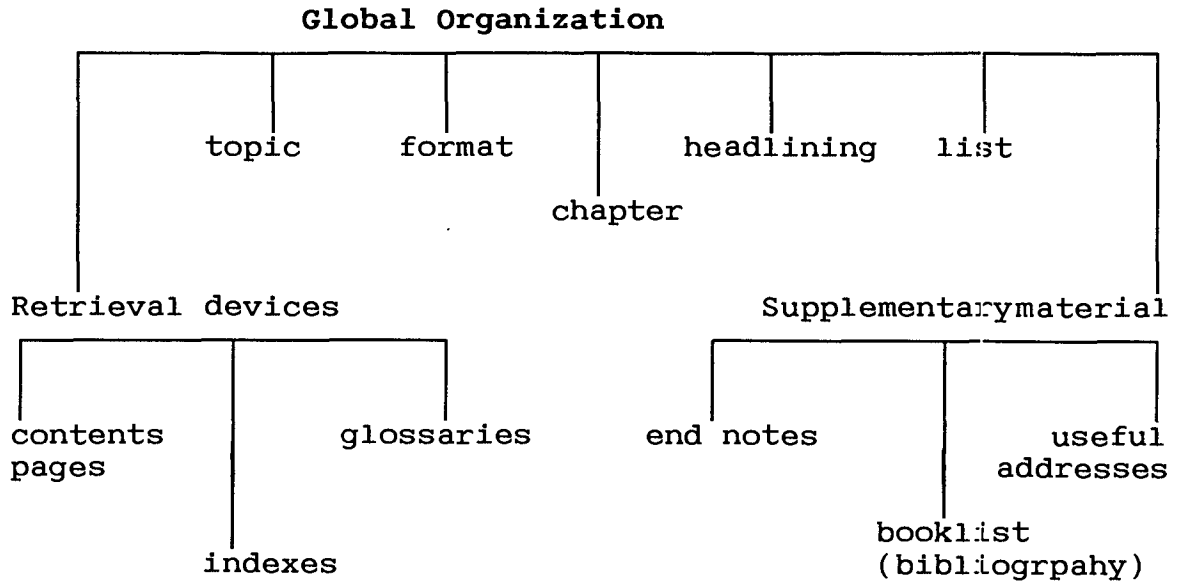 Global Organization
topic format headlining list
chapter
Retrieval devices Supplementarymaterial
contents glossaries end notes useful
pages addresses
booklist
indexes (bibliogrpahy)